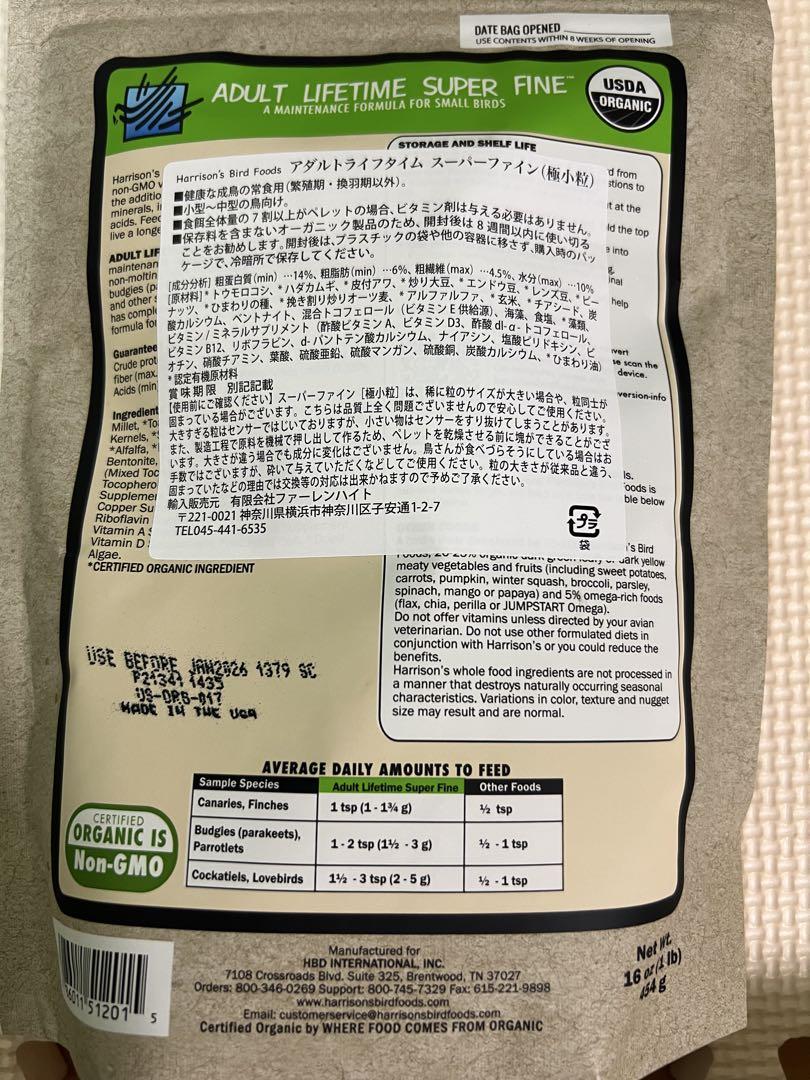 DATE BAG OPENED
USE CONTENTS WITHIN 8 WEEKS OF OPENING
ADULT LIFETIME SUPER FINE™
A MAINTENANCE FORMULA FOR SMALL BIRDS
USDA
ORGANIC
STORAGE AND SHELF LIFE
Harrison's
non-GMO
the additio
minerals, i
acids. Feed
live a longe
ADULT LIF
maintenan
non-moltin
budgies (p
and other s
has comple
formula fo
Guarantee
Crude prot
fiber (max.
Acids (min
Ingredient
Millet, *To
Kernels, *S
*Alfalfa, *
Bentonite,
(Mixed Toc
Tocophero
Suppleme
Copper Su
Riboflavin
Vitamin A
Vitamin D
Algae.
*CERTIFIED ORGANIC INGREDIENT
Harrison's Bird Foods アダルトライフタイム スーパーファイン(極小粒)
■健康な成鳥の常食用(繁殖期・換羽期以外)。
■小型〜中型の鳥向け。
■食餌全体量の7割以上がペレットの場合、ビタミン剤は与える必要はありません。
■保存料を含まないオーガニック製品のため、開封後は8週間以内に使い切る
ことをお勧めします。開封後は、プラスチックの袋や他の容器に移さず、購入時のパッ
ケージで、冷暗所で保存してください。
[成分分析] 粗蛋白質(min) …14%、粗脂肪(min) …6%、粗繊維(max) …4.5%、水分(max) …10%
[原材料] *トウモロコシ、*ハダカムギ、*皮付アワ、*炒り大豆、*エンドウ豆、*レンズ豆、*ピー
ナッツ、*ひまわりの種、*挽き割り炒りオーツ麦、*アルファルファ、*玄米、*チアシード、炭
酸カルシウム、ベントナイト、混合トコフェロール(ビタミンE供給源)、海藻、食塩、*藻類、
ビタミン/ミネラルサプリメント(酢酸ビタミンA、ビタミンD3、酢酸dl-α-トコフェロール、
ビタミンB12、リボフラビン、d-パントテン酸カルシウム、ナイアシン、塩酸ピリドキシン、ビ
オチン、硝酸チアミン、葉酸、硫酸亜鉛、硫酸マンガン、硫酸銅、炭酸カルシウム、*ひまわり油)
*認定有機原材料
賞味期限 別記記載
【使用前にご確認ください】スーパーファイン[極小粒]は、稀に粒のサイズが大きい場合や、粒同士が
固まっている場合がございます。こちらは品質上全く問題ございませんので安心してご使用ください。
大きすぎる粒はセンサーではじいておりますが、小さい物はセンサーをすり抜けてしまうことがあります。
また、製造工程で原料を機械で押し出して作るため、ペレットを乾燥させる前に塊ができることがござ
います。大きさが違う場合でも成分に変化はございません。鳥さんが食べづらそうにしている場合はお
手数ではございますが、砕いて与えていただくなどしてご使用ください。粒の大きさが従来品と違う、
固まっていたなどの理由では交換等の対応は出来かねますので予めご了承ください。
輸入販売元 有限会社ファーレンハイト
〒221-0021 神奈川県横浜市神奈川区子安通1-2-7
TEL045-441-6535
プラ
袋
d from
stions to
at the
ld the top
e into
help
se scan the
device.
version-info
Foods is
ble below
's Bird
meaty vegetables and fruits (including sweet potatoes,
carrots, pumpkin, winter squash, broccoli, parsley,
spinach, mango or papaya) and 5% omega-rich foods
(flax, chia, perilla or JUMPSTART Omega).
Do not offer vitamins unless directed by your avian
veterinarian. Do not use other formulated diets in
conjunction with Harrison's or you could reduce the
benefits.
Harrison's whole food ingredients are not processed in
a manner that destroys naturally occurring seasonal
characteristics. Variations in color, texture and nugget
size may result and are normal.
USE BEFORE JAN2026 1379 SC
P21341 1435
US-ORG-017
MADE IN THE USA
AVERAGE DAILY AMOUNTS TO FEED
Sample Species Adult Lifetime Super Fine Other Foods
Canaries, Finches 1 tsp (1 - 1¾ g) ½ tsp
Budgies (parakeets), Parrotlets 1 - 2 tsp (1½ - 3 g) ½ - 1 tsp
Cockatiels, Lovebirds 1½ - 3 tsp (2 - 5 g) ½ - 1 tsp
CERTIFIED
ORGANIC IS
Non-GMO
Manufactured for
HBD INTERNATIONAL, INC.
7108 Crossroads Blvd. Suite 325, Brentwood, TN 37027
Orders: 800-346-0269 Support: 800-745-7329 Fax: 615-221-9898
www.harrisonsbirdfoods.com
Email: customerservice@harrisonsbirdfoods.com
Certified Organic by WHERE FOOD COMES FROM ORGANIC
Net wt.
16 oz (1 lb)
454 g
51201 5